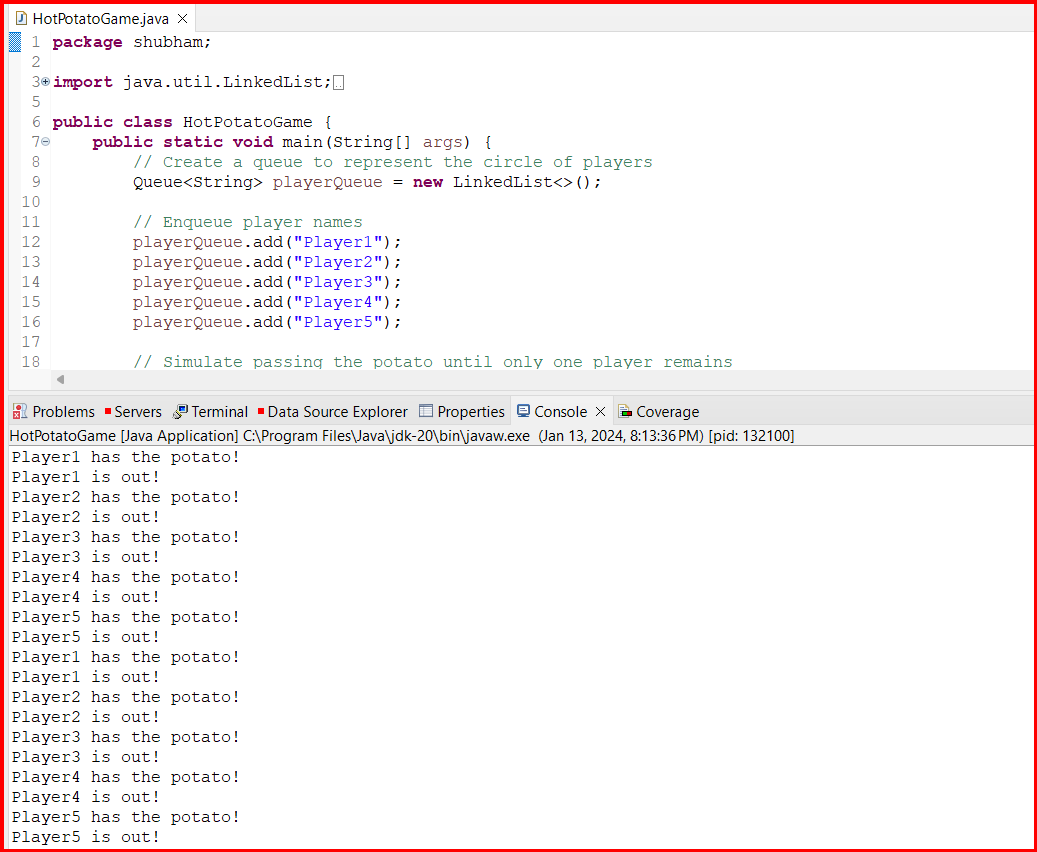 HotPotatoGame.java
1 package shubham;
2
3 import java.util.LinkedList;
5
6 public class HotPotatoGame {
7 public static void main(String[] args) {
8 // Create a queue to represent the circle of players
9 Queue<String> playerQueue = new LinkedList<>();
10
11 // Enqueue player names
12 playerQueue.add("Player1");
13 playerQueue.add("Player2");
14 playerQueue.add("Player3");
15 playerQueue.add("Player4");
16 playerQueue.add("Player5");
17
18 // Simulate passing the potato until only one player remains
Problems Servers Terminal Data Source Explorer Properties Console Coverage
HotPotatoGame [Java Application] C:\Program Files\Java\jdk-20\bin\javaw.exe (Jan 13, 2024, 8:13:36 PM) [pid: 132100]
Player1 has the potato!
Player1 is out!
Player2 has the potato!
Player2 is out!
Player3 has the potato!
Player3 is out!
Player4 has the potato!
Player4 is out!
Player5 has the potato!
Player5 is out!
Player1 has the potato!
Player1 is out!
Player2 has the potato!
Player2 is out!
Player3 has the potato!
Player3 is out!
Player4 has the potato!
Player4 is out!
Player5 has the potato!
Player5 is out!